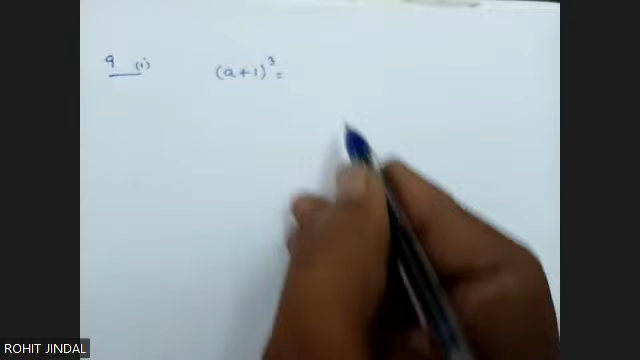 9 (i) (a+1)³ =
ROHIT JINDAL